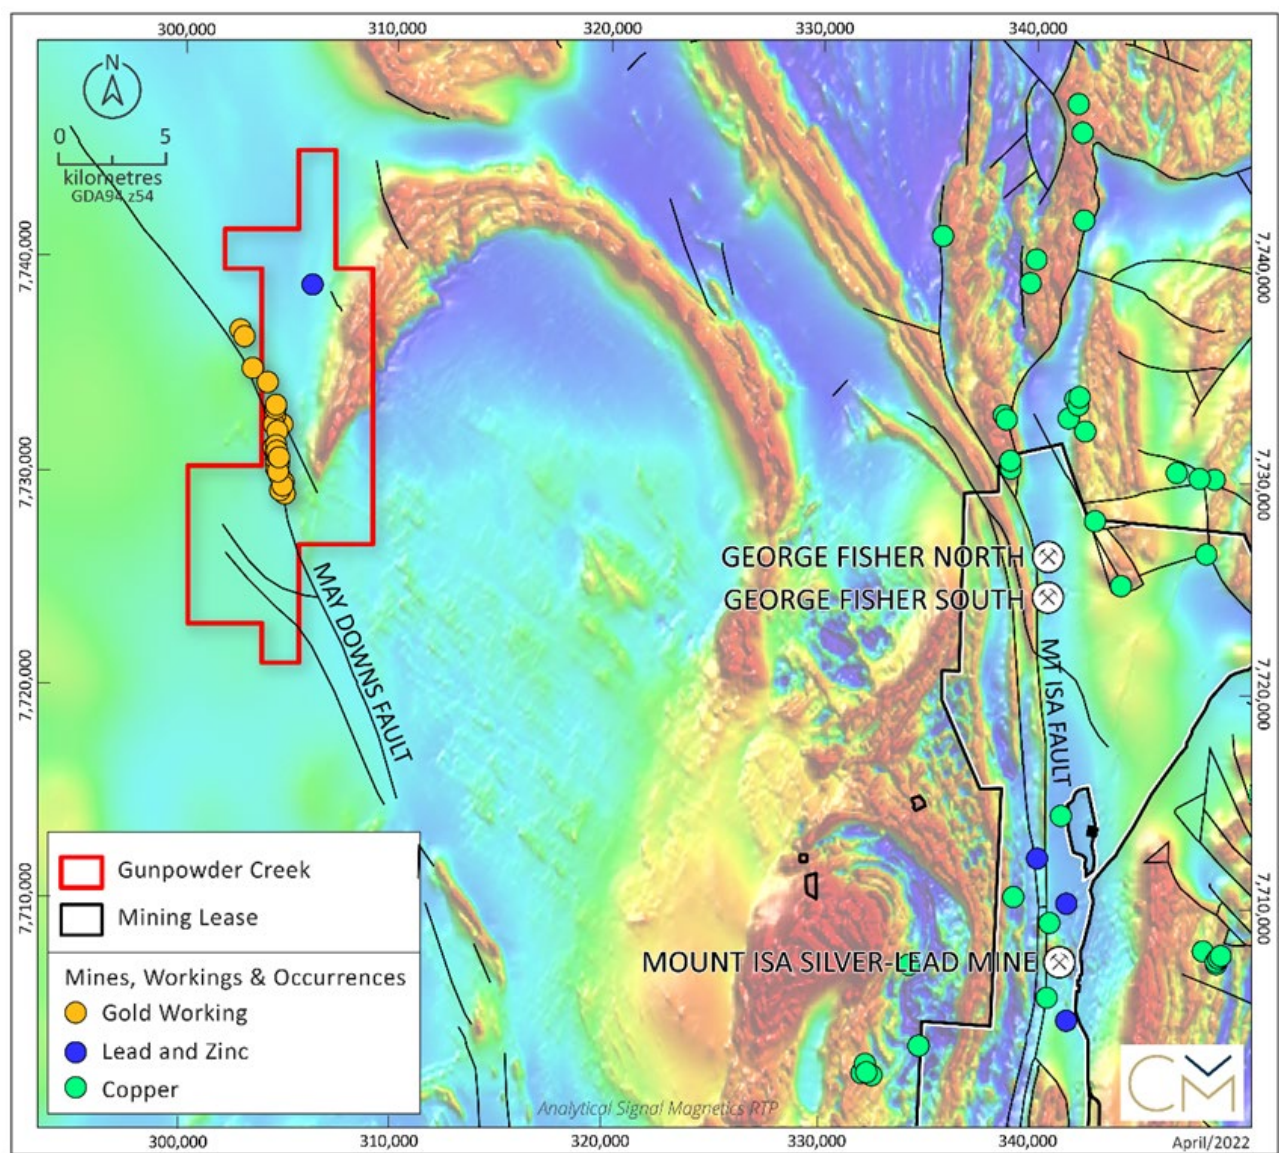 300,000 310,000 320,000 330,000 340,000
N
0 5
kilometres
GDA94 z54
7,740,000
7,740,000
7,730,000
7,730,000
GEORGE FISHER NORTH
GEORGE FISHER SOUTH
MAY DOWNS FAULT
MT ISA FAULT
7,720,000
7,720,000
Gunpowder Creek
Mining Lease
7,710,000
7,710,000
MOUNT ISA SILVER-LEAD MINE
Mines, Workings & Occurrences
Gold Working
Lead and Zinc
Copper
CM
Analytical Signal Magnetics RTP
300,000 310,000 320,000 330,000 340,000
April/2022